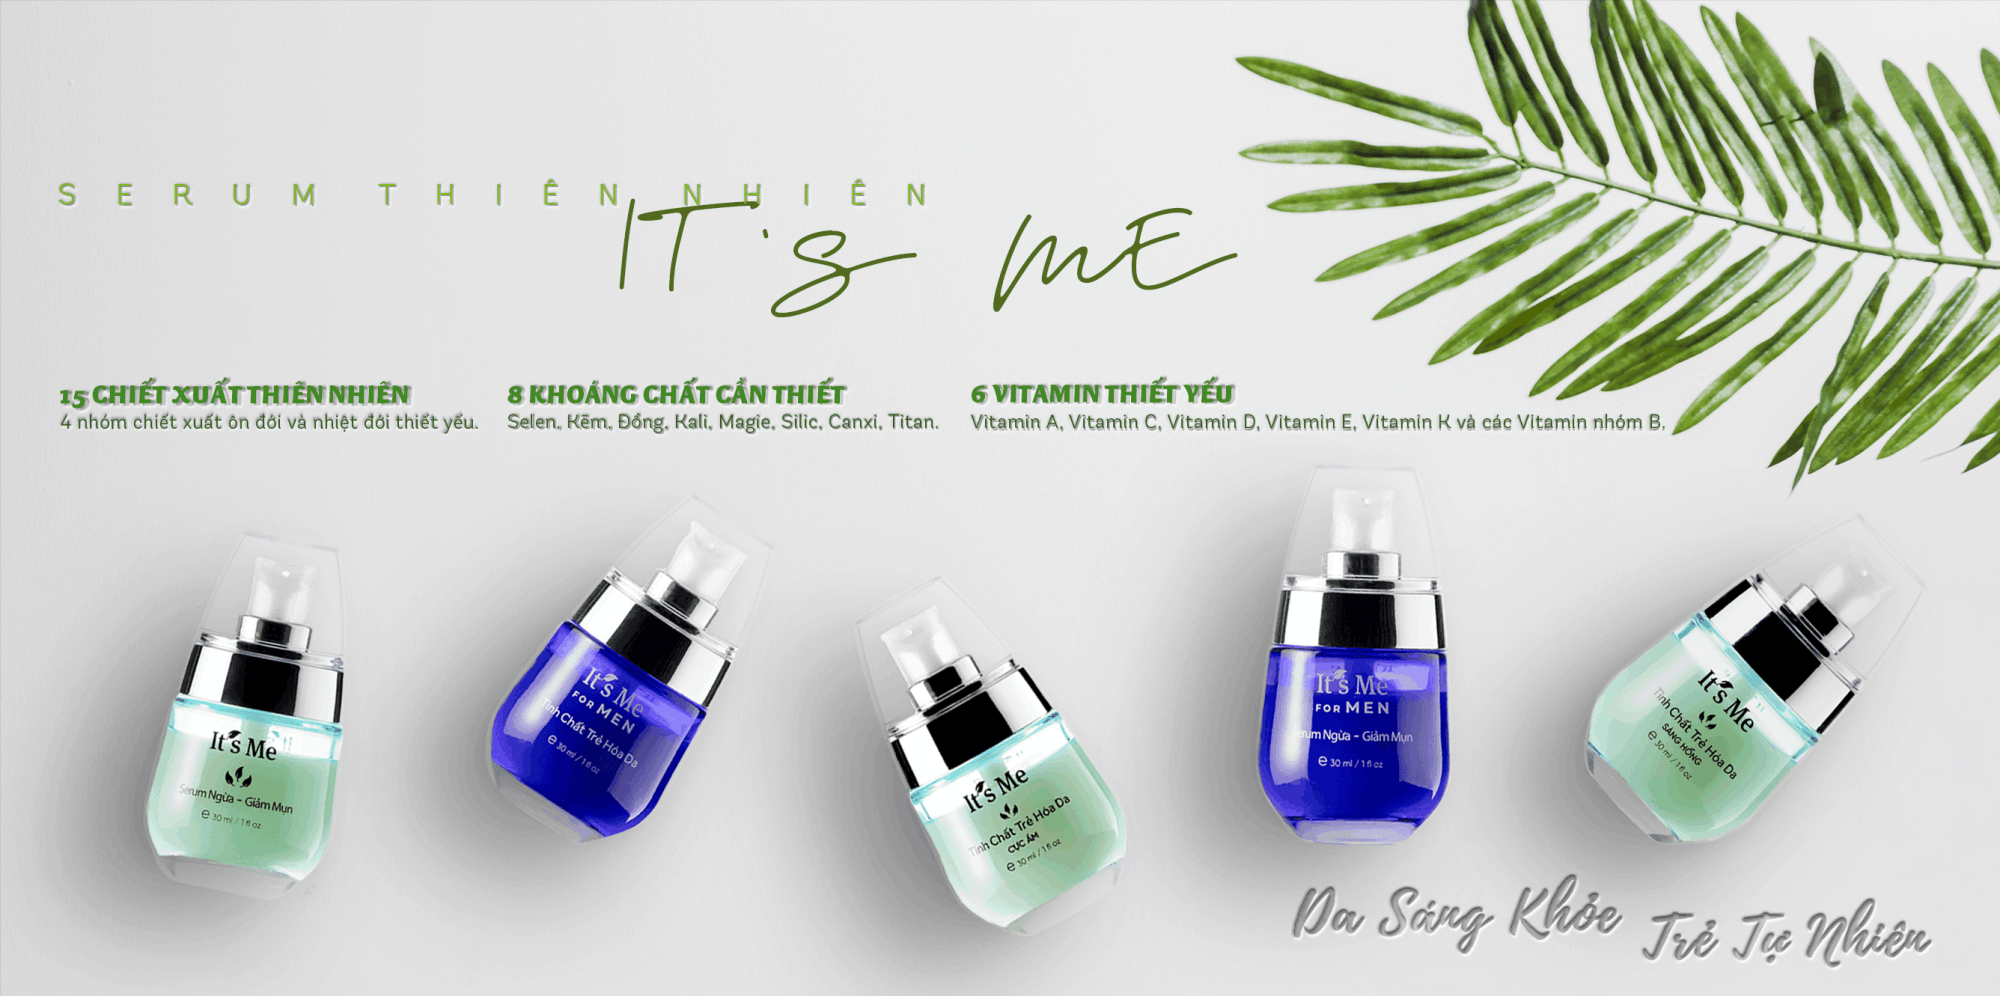 SERUM THIÊN NHIÊN
IT's ME
15 CHIẾT XUẤT THIÊN NHIÊN
4 nhóm chiết xuất ôn đới và nhiệt đới thiết yếu.
8 KHOÁNG CHẤT CẦN THIẾT
Selen, Kẽm, Đồng, Kali, Magie, Silic, Canxi, Titan.
6 VITAMIN THIẾT YẾU
Vitamin A, Vitamin C, Vitamin D, Vitamin E, Vitamin K và các Vitamin nhóm B.
It's Me
Serum Ngừa - Giảm Mụn
e 30 ml / 1 fl oz
It's Me
FOR MEN
Tinh Chất Trẻ Hóa Da
e 30 ml / 1 fl oz
It's Me
Tinh Chất Trẻ Hóa Da
CỰC ẨM
e 30 ml / 1 fl oz
It's Me
FOR MEN
Serum Ngừa - Giảm Mụn
e 30 ml / 1 fl oz
It's Me
Tinh Chất Trẻ Hóa Da
SÁNG HỒNG
e 30 ml / 1 fl oz
Da Sáng Khỏe
Trẻ Tự Nhiên